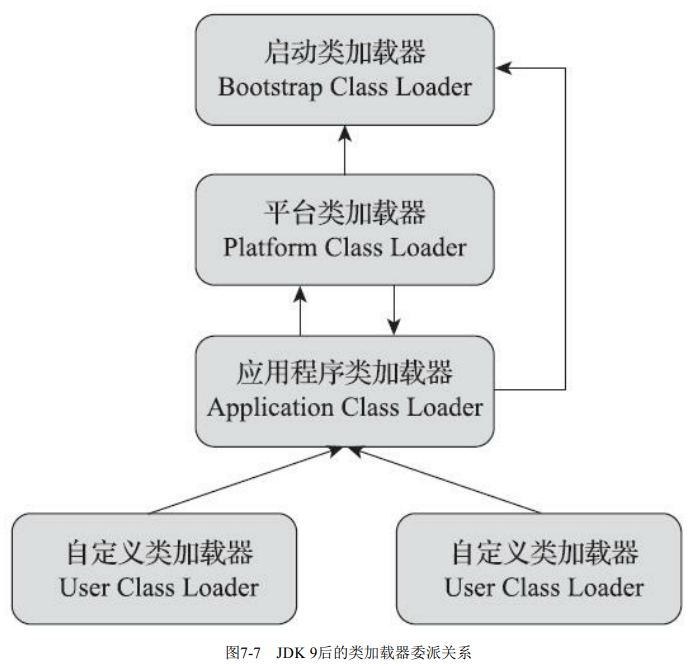 启动类加载器
Bootstrap Class Loader
平台类加载器
Platform Class Loader
应用程序类加载器
Application Class Loader
自定义类加载器
User Class Loader
自定义类加载器
User Class Loader
图7-7 JDK 9后的类加载器委派关系